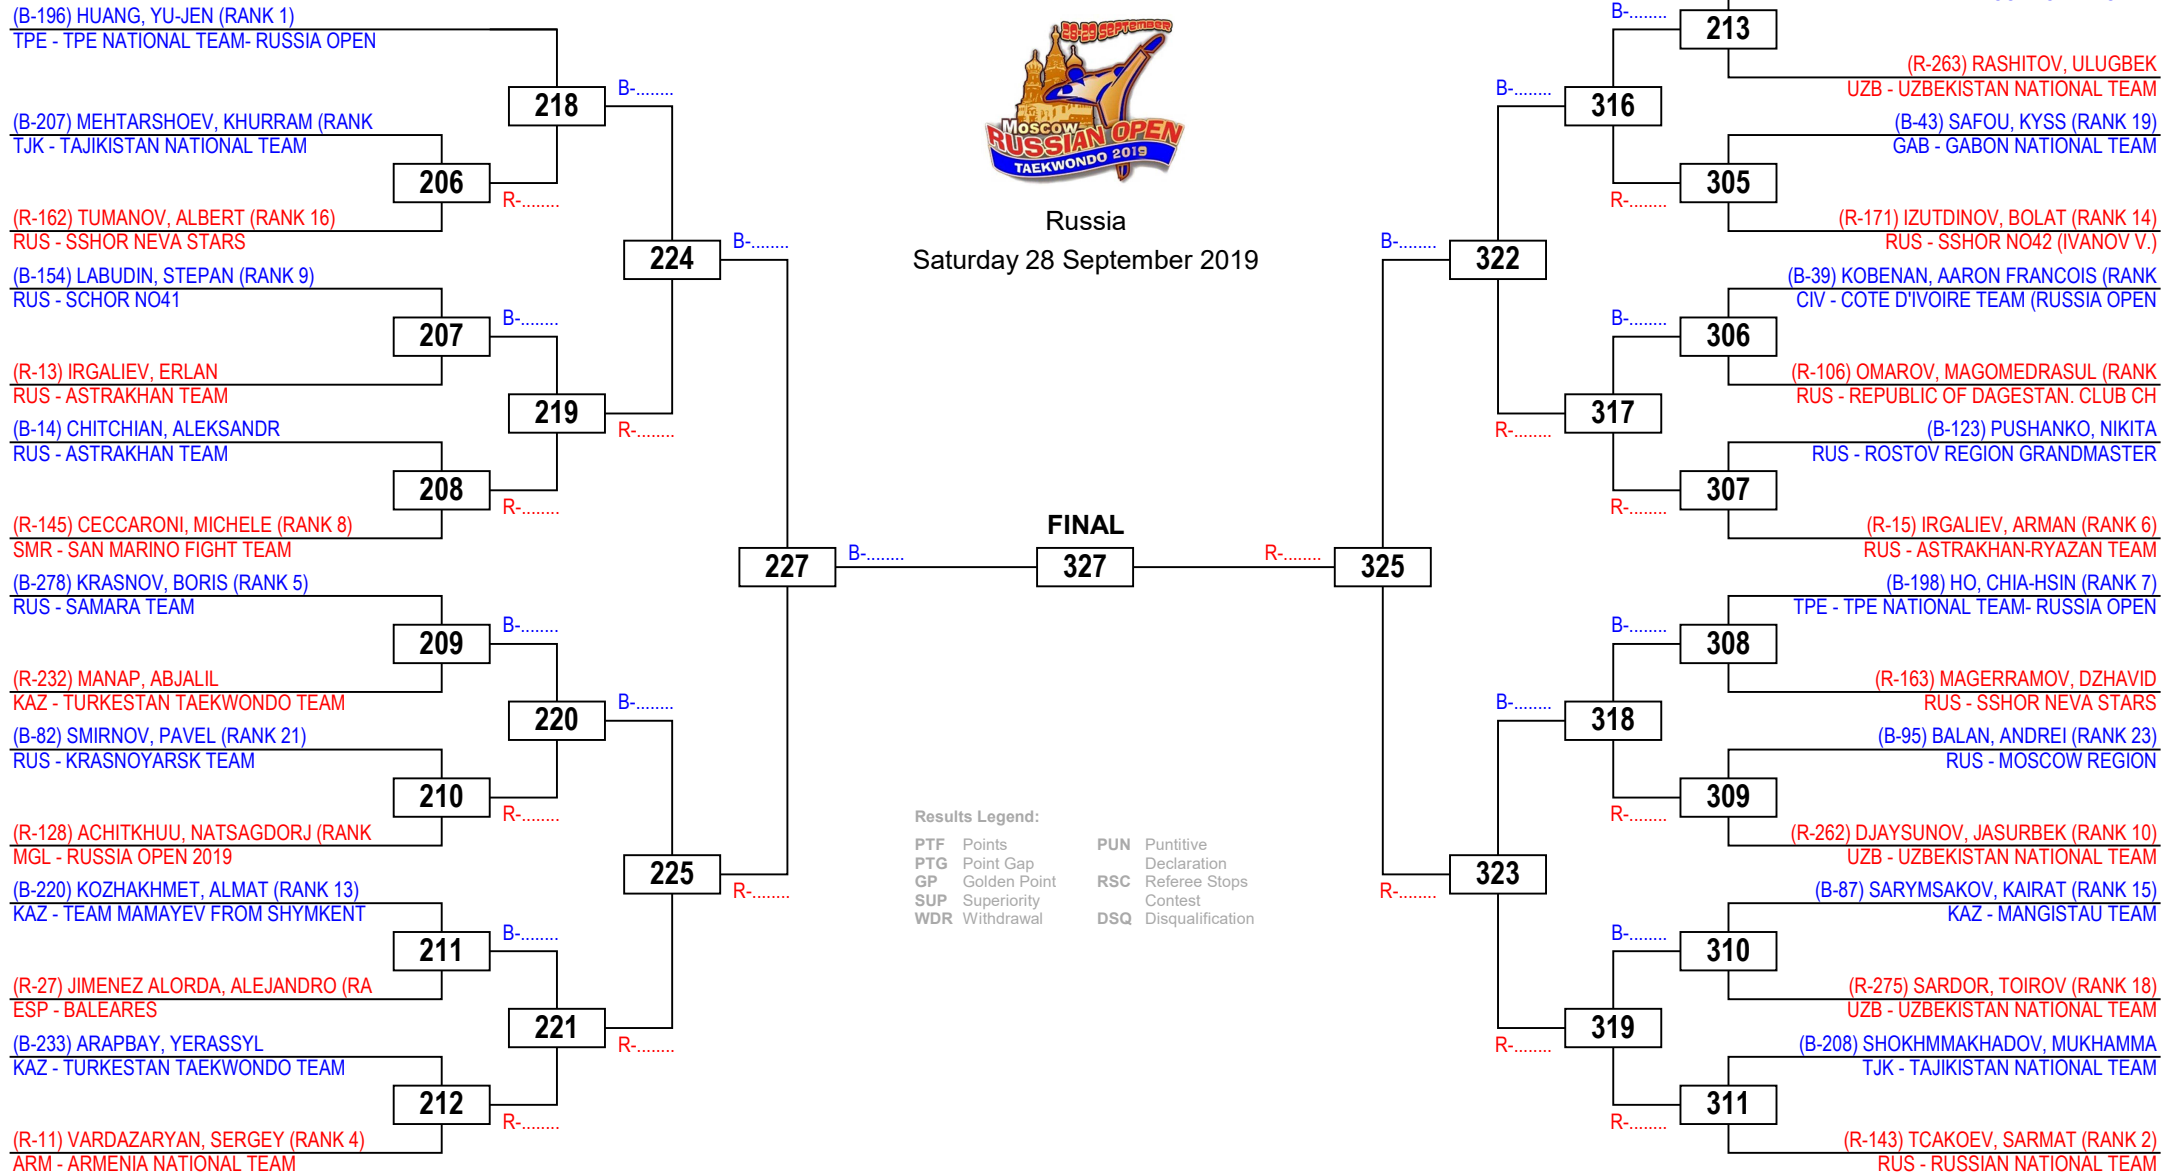 (B-196) HUANG, YU-JEN (RANK 1)
TPE - TPE NATIONAL TEAM- RUSSIA OPEN
218
B-........
(B-207) MEHTARSHOEV, KHURRAM (RANK
TJK - TAJIKISTAN NATIONAL TEAM
206
R-........
(R-162) TUMANOV, ALBERT (RANK 16)
RUS - SSHOR NEVA STARS
224
B-........
(B-154) LABUDIN, STEPAN (RANK 9)
RUS - SCHOR NO41
207
B-........
(R-13) IRGALIEV, ERLAN
RUS - ASTRAKHAN TEAM
219
R-........
(B-14) CHITCHIAN, ALEKSANDR
RUS - ASTRAKHAN TEAM
208
R-........
(R-145) CECCARONI, MICHELE (RANK 8)
SMR - SAN MARINO FIGHT TEAM
227
B-........
(B-278) KRASNOV, BORIS (RANK 5)
RUS - SAMARA TEAM
209
B-........
(R-232) MANAP, ABJALIL
KAZ - TURKESTAN TAEKWONDO TEAM
220
B-........
(B-82) SMIRNOV, PAVEL (RANK 21)
RUS - KRASNOYARSK TEAM
210
R-........
(R-128) ACHITKHUU, NATSAGDORJ (RANK
MGL - RUSSIA OPEN 2019
225
R-........
(B-220) KOZHAKHMET, ALMAT (RANK 13)
KAZ - TEAM MAMAYEV FROM SHYMKENT
211
B-........
(R-27) JIMENEZ ALORDA, ALEJANDRO (RA
ESP - BALEARES
221
R-........
(B-233) ARAPBAY, YERASSYL
KAZ - TURKESTAN TAEKWONDO TEAM
212
R-........
(R-11) VARDAZARYAN, SERGEY (RANK 4)
ARM - ARMENIA NATIONAL TEAM
28-29 SEPTEMBER
Moscow
RUSSIAN OPEN
TAEKWONDO 2019
Russia
Saturday 28 September 2019
FINAL
327
Results Legend:
PTF Points
PTG Point Gap
GP Golden Point
SUP Superiority
WDR Withdrawal
PUN Puntitive
Declaration
RSC Referee Stops
Contest
DSQ Disqualification
B-........
213
(R-263) RASHITOV, ULUGBEK
UZB - UZBEKISTAN NATIONAL TEAM
B-........
316
(B-43) SAFOU, KYSS (RANK 19)
GAB - GABON NATIONAL TEAM
305
R-........
(R-171) IZUTDINOV, BOLAT (RANK 14)
RUS - SSHOR NO42 (IVANOV V.)
B-........
322
(B-39) KOBENAN, AARON FRANCOIS (RANK
CIV - COTE D'IVOIRE TEAM (RUSSIA OPEN
B-........
306
(R-106) OMAROV, MAGOMEDRASUL (RANK
RUS - REPUBLIC OF DAGESTAN. CLUB CH
317
R-........
(B-123) PUSHANKO, NIKITA
RUS - ROSTOV REGION GRANDMASTER
307
R-........
(R-15) IRGALIEV, ARMAN (RANK 6)
RUS - ASTRAKHAN-RYAZAN TEAM
R-........
325
(B-198) HO, CHIA-HSIN (RANK 7)
TPE - TPE NATIONAL TEAM- RUSSIA OPEN
B-........
308
(R-163) MAGERRAMOV, DZHAVID
RUS - SSHOR NEVA STARS
B-........
318
(B-95) BALAN, ANDREI (RANK 23)
RUS - MOSCOW REGION
309
R-........
(R-262) DJAYSUNOV, JASURBEK (RANK 10)
UZB - UZBEKISTAN NATIONAL TEAM
323
R-........
(B-87) SARYMSAKOV, KAIRAT (RANK 15)
KAZ - MANGISTAU TEAM
B-........
310
(R-275) SARDOR, TOIROV (RANK 18)
UZB - UZBEKISTAN NATIONAL TEAM
319
R-........
(B-208) SHOKHMMAKHADOV, MUKHAMMA
TJK - TAJIKISTAN NATIONAL TEAM
311
R-........
(R-143) TCAKOEV, SARMAT (RANK 2)
RUS - RUSSIAN NATIONAL TEAM